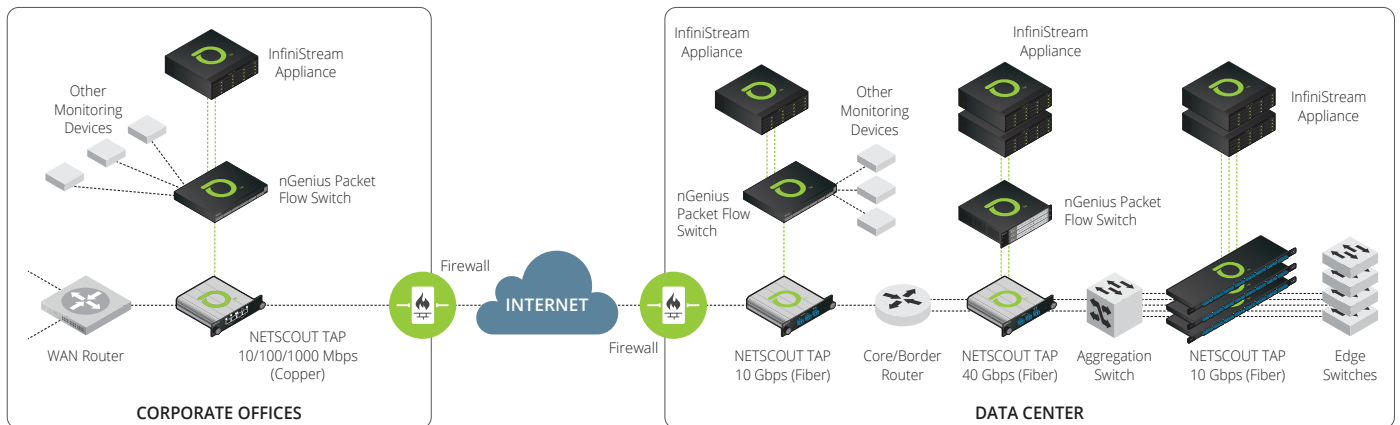 InfiniStream
Appliance
Other
Monitoring
Devices
nGenius Packet
Flow Switch
WAN Router
NETSCOUT TAP
10/100/1000 Mbps
(Copper)
CORPORATE OFFICES
Firewall
INTERNET
Firewall
InfiniStream
Appliance
Other
Monitoring
Devices
nGenius
Packet Flow
Switch
NETSCOUT TAP
10 Gbps (Fiber)
Core/Border
Router
InfiniStream
Appliance
nGenius Packet
Flow Switch
NETSCOUT TAP
40 Gbps (Fiber)
Aggregation
Switch
InfiniStream
Appliance
NETSCOUT TAP
10 Gbps (Fiber)
Edge
Switches
DATA CENTER